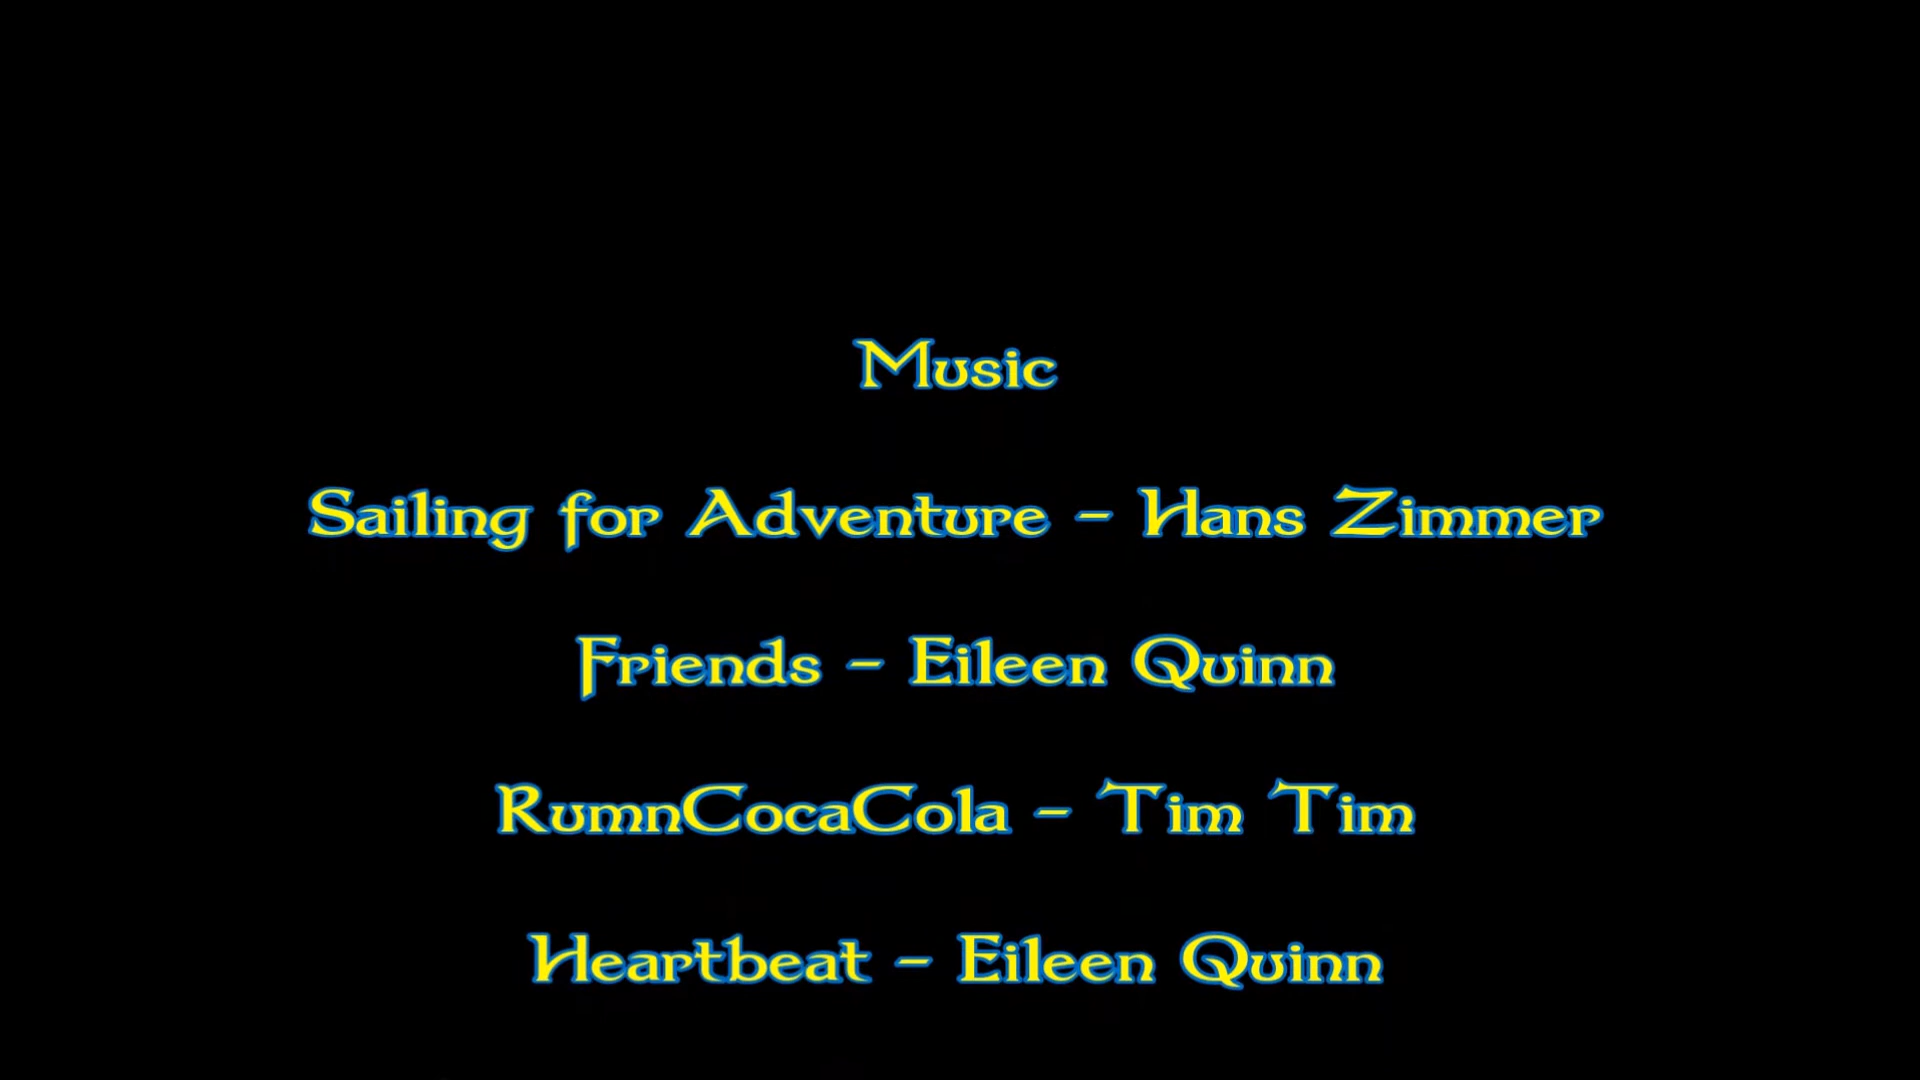 Music
Sailing for Adventure - Hans Zimmer
Friends - Eileen Quinn
RumnCocaCola - Tim Tim
Heartbeat - Eileen Quinn